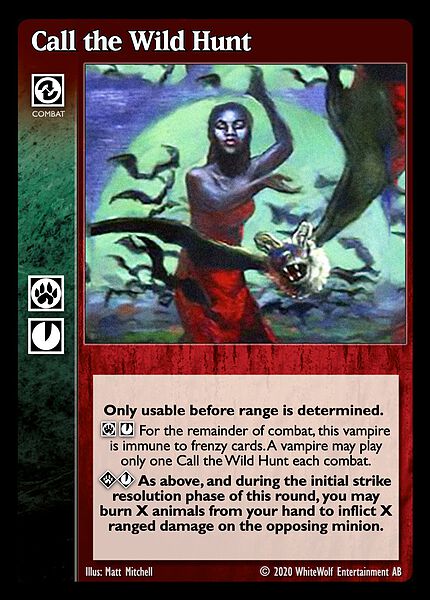 Call the Wild Hunt
COMBAT
Only usable before range is determined.
For the remainder of combat, this vampire
is immune to frenzy cards. A vampire may play
only one Call the Wild Hunt each combat.
As above, and during the initial strike
resolution phase of this round, you may
burn X animals from your hand to inflict X
ranged damage on the opposing minion.
Illus: Matt Mitchell
© 2020 WhiteWolf Entertainment AB